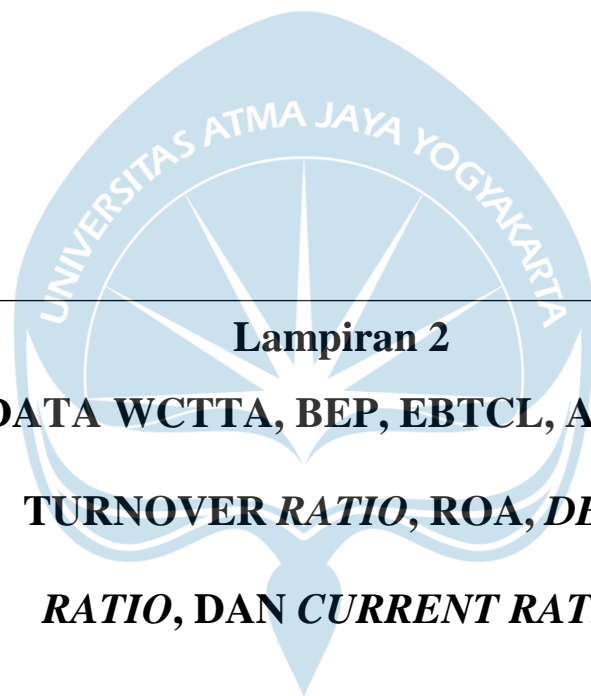 UNIVERSITAS ATMA JAYA YOGYAKARTA
Lampiran 2
DATA WCTTA, BEP, EBTCL, A
TURNOVER RATIO, ROA, DE
RATIO, DAN CURRENT RAT